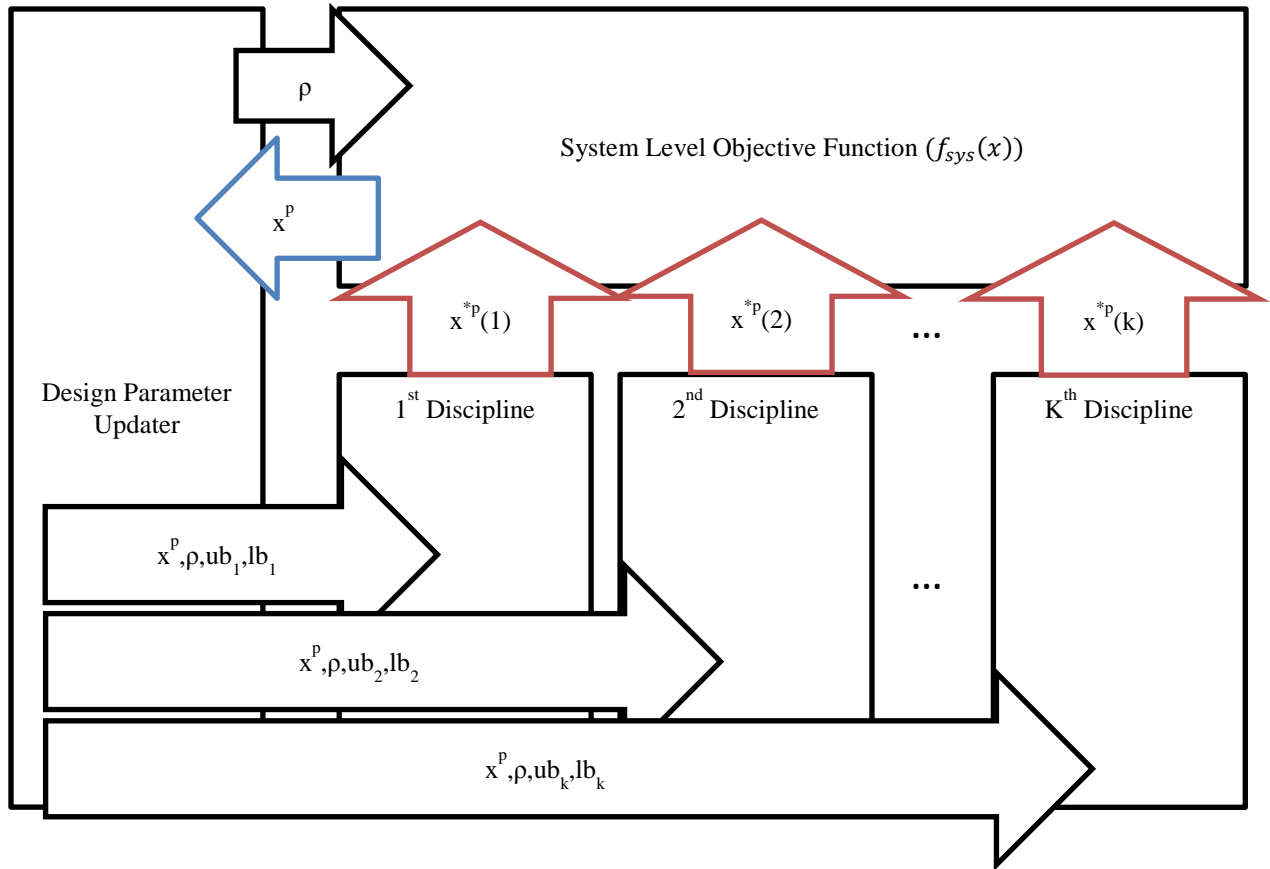 ρ
System Level Objective Function (f_sys(x))
x^p
x^*p(1)
x^*p(2)
...
x^*p(k)
Design Parameter
Updater
1^st Discipline
2^nd Discipline
K^th Discipline
x^p,ρ,ub_1,lb_1
...
x^p,ρ,ub_2,lb_2
x^p,ρ,ub_k,lb_k